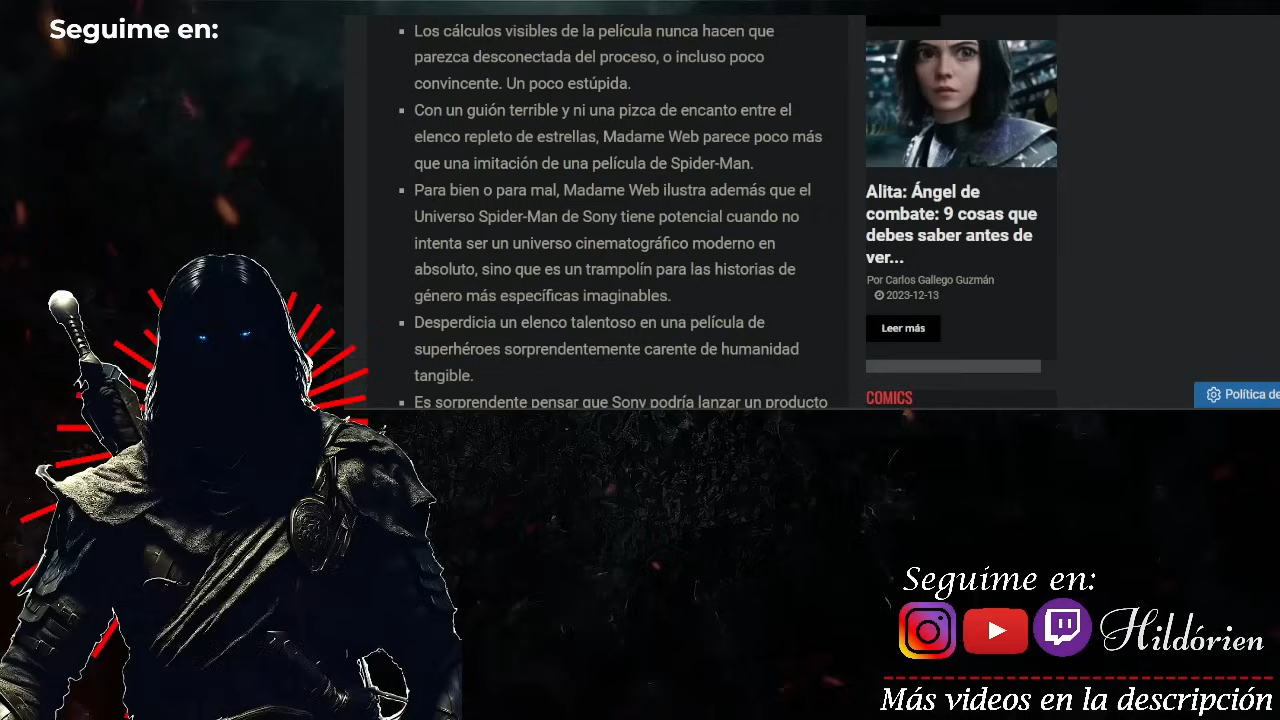 Seguime en:
Los cálculos visibles de la película nunca hacen que
parezca desconectada del proceso, o incluso poco
convincente. Un poco estúpida.
Con un guión terrible y ni una pizca de encanto entre el
elenco repleto de estrellas, Madame Web parece poco más
que una imitación de una película de Spider-Man.
Para bien o para mal, Madame Web ilustra además que el
Universo Spider-Man de Sony tiene potencial cuando no
intenta ser un universo cinematográfico moderno en
absoluto, sino que es un trampolín para las historias de
género más específicas imaginables.
Desperdicia un elenco talentoso en una película de
superhéroes sorprendentemente carente de humanidad
tangible.
Es sorprendente pensar que Sony podría lanzar un producto
Alita: Ángel de
combate: 9 cosas que
debes saber antes de
ver...
Por Carlos Gallego Guzmán
2023-12-13
Leer más
COMICS
Política de
Seguime en:
Hildórien
Más videos en la descripción